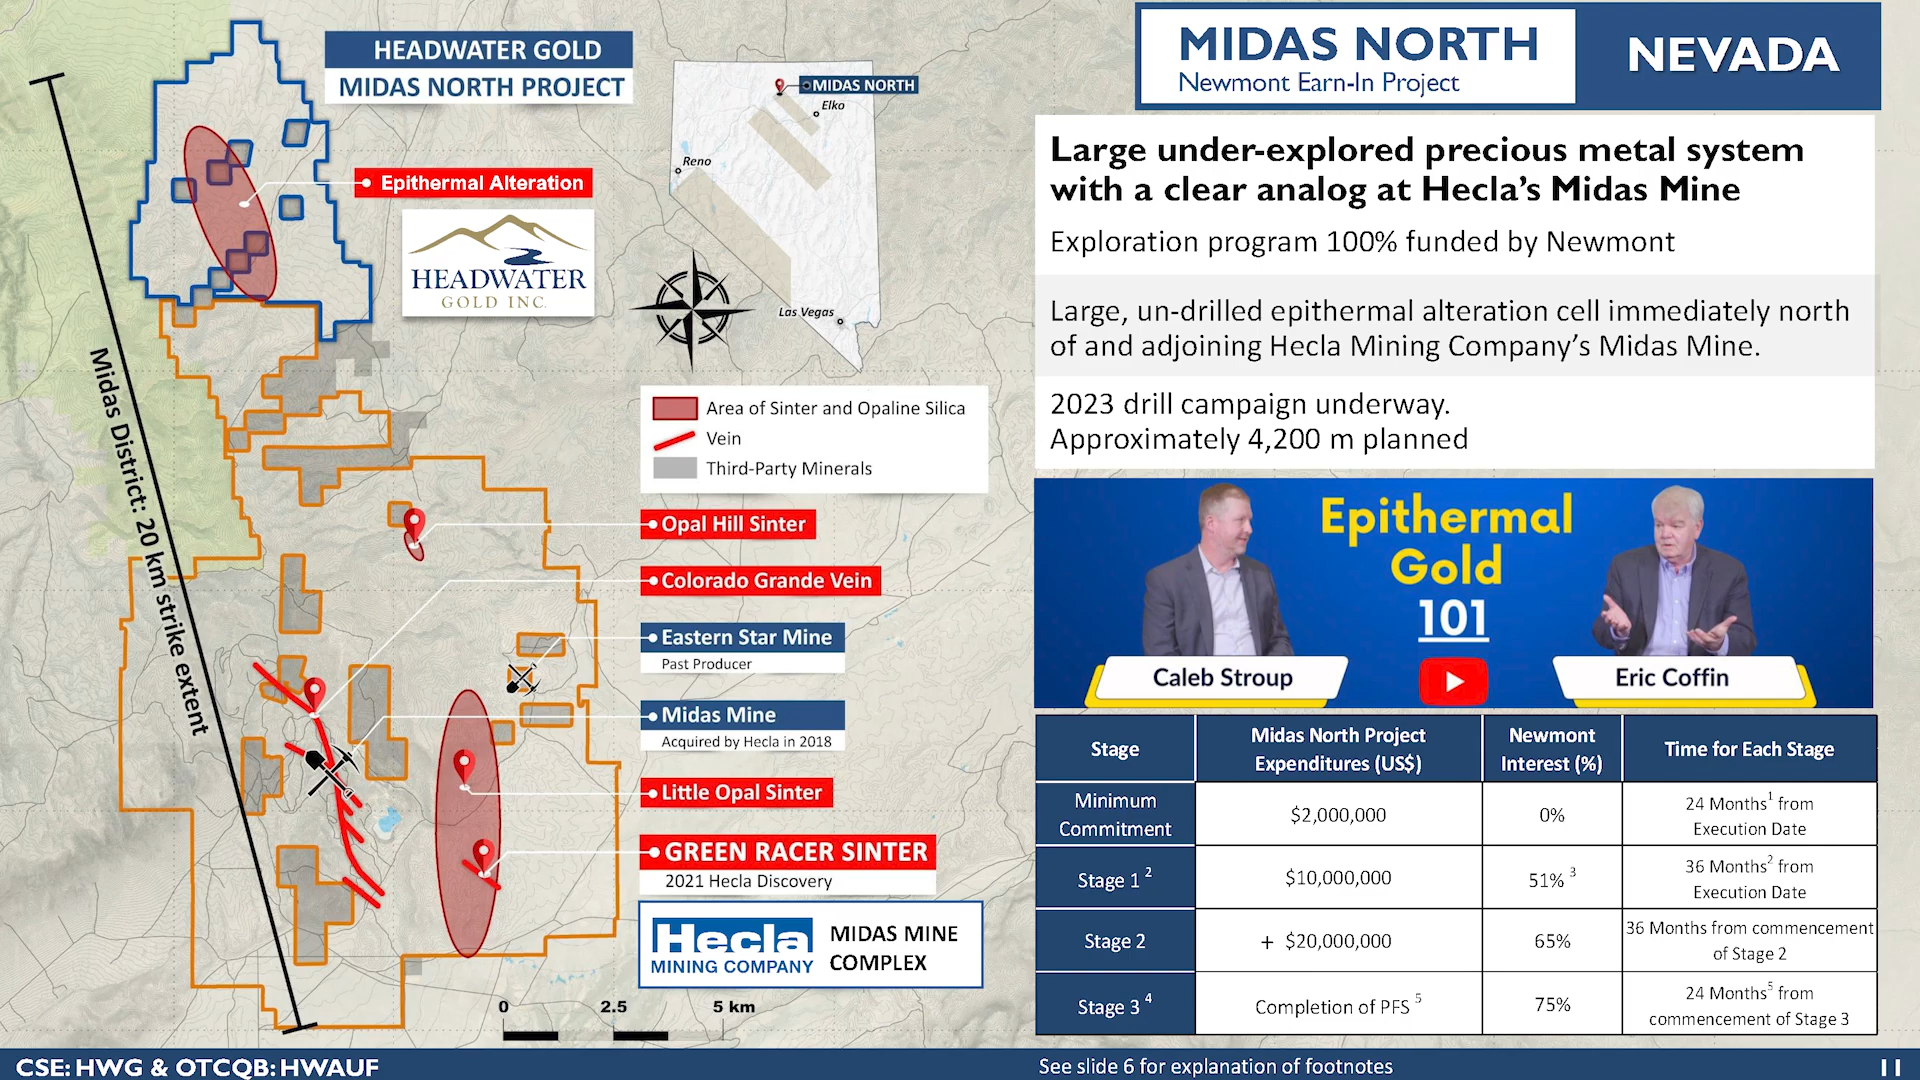 HEADWATER GOLD
MIDAS NORTH PROJECT
MIDAS NORTH
Elko
Reno
Las Vegas
Epithermal Alteration
HEADWATER
GOLD INC.
Midas District: 20 km strike extent
Area of Sinter and Opaline Silica
Vein
Third-Party Minerals
Opal Hill Sinter
Colorado Grande Vein
Eastern Star Mine
Past Producer
Midas Mine
Acquired by Hecla in 2018
Little Opal Sinter
GREEN RACER SINTER
2021 Hecla Discovery
Hecla
MINING COMPANY
MIDAS MINE
COMPLEX
0 2.5 5 km
MIDAS NORTH
Newmont Earn-In Project
NEVADA
Large under-explored precious metal system
with a clear analog at Hecla's Midas Mine
Exploration program 100% funded by Newmont
Large, un-drilled epithermal alteration cell immediately north
of and adjoining Hecla Mining Company's Midas Mine.
2023 drill campaign underway.
Approximately 4,200 m planned
Epithermal
Gold
101
Caleb Stroup
Eric Coffin
Stage
Midas North Project
Expenditures (US$)
Newmont
Interest (%)
Time for Each Stage
Minimum
Commitment
$2,000,000
0%
24 Months¹ from
Execution Date
Stage 1 ²
$10,000,000
51% ³
36 Months² from
Execution Date
Stage 2
+ $20,000,000
65%
36 Months from commencement
of Stage 2
Stage 3 ⁴
Completion of PFS ⁵
75%
24 Months⁵ from
commencement of Stage 3
CSE: HWG & OTCQB: HWAUF
See slide 6 for explanation of footnotes
11